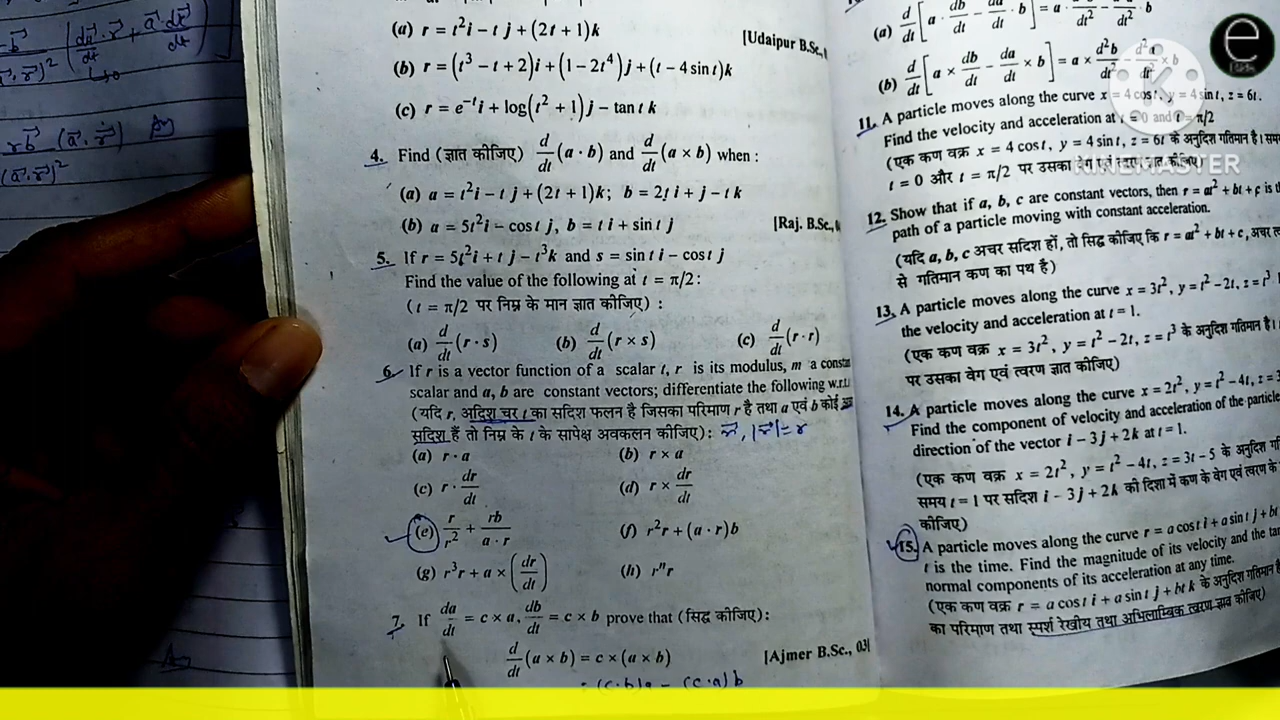 (a) r = t²i – t j + (2t + 1)k
[Udaipur B.Sc.,
(b) r = (t³ – t + 2)i + (1 – 2t⁴)j + (t – 4 sin t)k
(c) r = e⁻ᵗi + log(t² + 1)j – tan t k
4. Find (ज्ञात कीजिए) d/dt (a · b) and d/dt (a × b) when :
(a) a = t²i – t j + (2t + 1)k; b = 2t i + j – t k
(b) a = 5t²i – cos t j, b = t i + sin t j [Raj. B.Sc.,
5. If r = 5t²i + t j – t³k and s = sin t i – cos t j
Find the value of the following at t = π/2:
(t = π/2 पर निम्न के मान ज्ञात कीजिए) :
(a) d/dt (r · s) (b) d/dt (r × s) (c) d/dt (r · r)
6. If r is a vector function of a scalar t, r is its modulus, m a
scalar and a, b are constant vectors; differentiate the following w.r.t.
(यदि r, अदिश चर t का सदिश फलन है जिसका परिमाण r है तथा a एवं b कोई
सदिश हैं तो निम्न के t के सापेक्ष अवकलन कीजिए) : |r⃗| = r
(a) r · a (b) r × a
(c) r · dr/dt (d) r × dr/dt
(e) r/r² + rb/a · r (f) r²r + (a · r)b
(g) r³r + a × (dr/dt) (h) rⁿr
7. If da/dt = c × a, db/dt = c × b prove that (सिद्ध कीजिए):
d/dt (a × b) = c × (a × b) [Ajmer B.Sc., 03]
= (c·b)a – (c·a)b
(a) d/dt [a · db/dt – da/dt · b] = a · d²b/dt² – d²a/dt² · b
(b) d/dt [a × db/dt – da/dt × b] = a × d²b/dt² – d²a/dt² × b
11. A particle moves along the curve x = 4 cos t, y = 4 sin t, z = 6t.
Find the velocity and acceleration at t = 0 and t = π/2
(एक कण वक्र x = 4 cos t, y = 4 sin t, z = 6t के अनुदिश गतिमान है।
t = 0 और t = π/2 पर उसका वेग एवं त्वरण ज्ञात कीजिए)
KINEMASTER
12. Show that if a, b, c are constant vectors, then r = at² + bt + c is
path of a particle moving with constant acceleration.
(यदि a, b, c अचर सदिश हों, तो सिद्ध कीजिए कि r = at² + bt + c, अचर
से गतिमान कण का पथ है)
13. A particle moves along the curve x = 3t², y = t² – 2t, z = t³
the velocity and acceleration at t = 1.
(एक कण वक्र x = 3t², y = t² – 2t, z = t³ के अनुदिश गतिमान है।
पर उसका वेग एवं त्वरण ज्ञात कीजिए)
14. A particle moves along the curve x = 2t², y = t² – 4t, z =
Find the component of velocity and acceleration of the particle
direction of the vector i – 3j + 2k at t = 1.
(एक कण वक्र x = 2t², y = t² – 4t, z = 3t – 5 के अनुदिश
समय t = 1 पर सदिश i – 3j + 2k की दिशा में कण के वेग एवं त्वरण के
कीजिए)
15. A particle moves along the curve r = a cos t i + a sin t j + bt
t is the time. Find the magnitude of its velocity and the
normal components of its acceleration at any time.
(एक कण वक्र r = a cos t i + a sin t j + bt k के अनुदिश गतिमान
का परिमाण तथा स्पर्श रेखीय तथा अभिलाम्बिक त्वरण ज्ञात कीजिए)